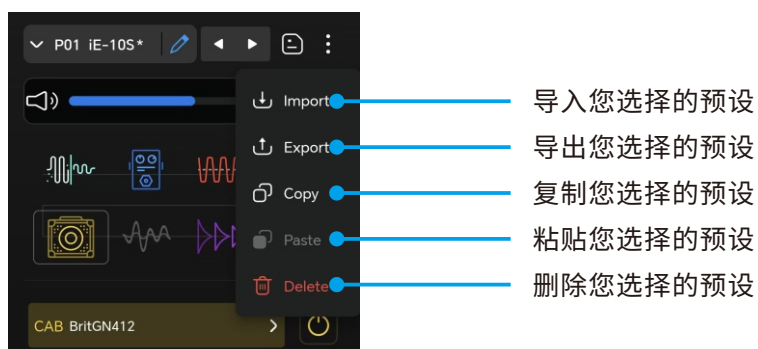 P01 iE-10S*
Import 导入您选择的预设
Export 导出您选择的预设
Copy 复制您选择的预设
Paste 粘贴您选择的预设
Delete 删除您选择的预设
CAB BritGN412